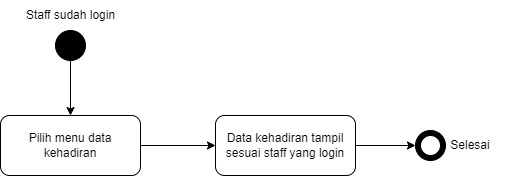 Staff sudah login
Pilih menu data
kehadiran
Data kehadiran tampil
sesuai staff yang login
Selesai